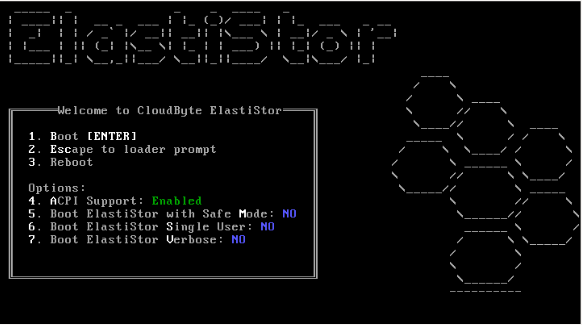 ElastiStor
Welcome to CloudByte ElastiStor
1. Boot [ENTER]
2. Escape to loader prompt
3. Reboot
Options:
4. ACPI Support: Enabled
5. Boot ElastiStor with Safe Mode: NO
6. Boot ElastiStor Single User: NO
7. Boot ElastiStor Verbose: NO